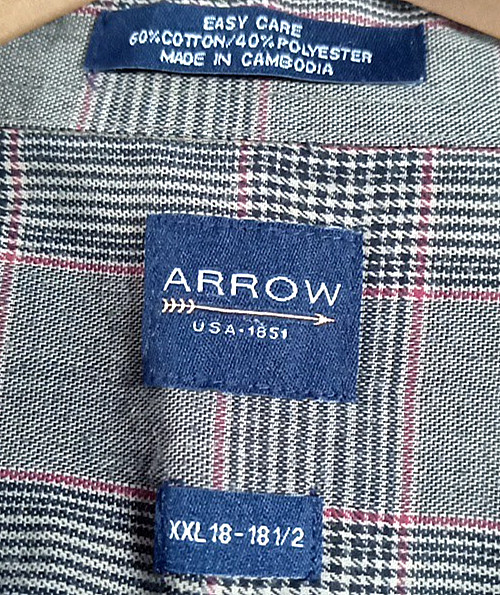 EASY CARE
60% COTTON/40% POLYESTER
MADE IN CAMBODIA
ARROW
USA·1851
XXL 18-18 1/2